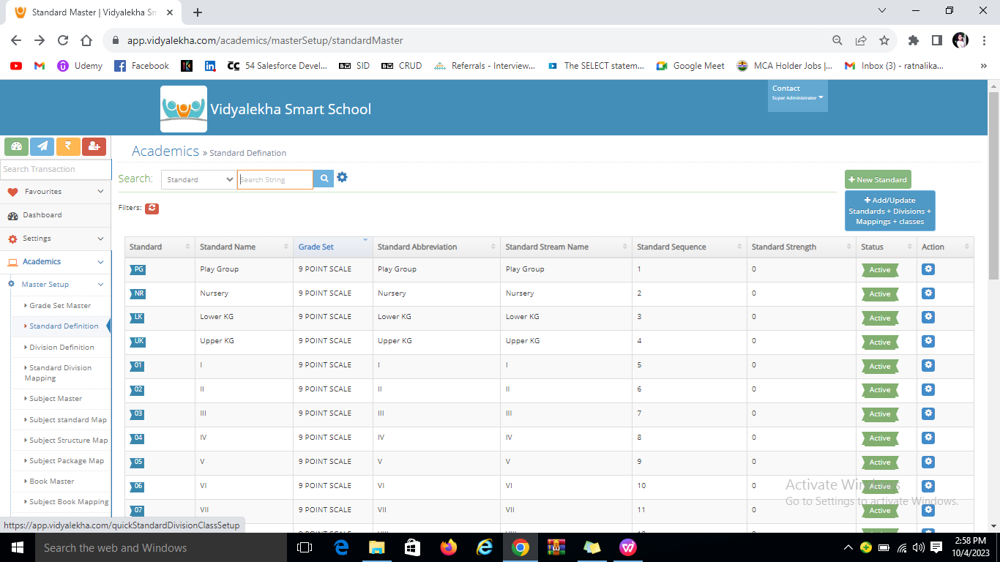 Standard Master | Vidyalekha Sm
app.vidyalekha.com/academics/masterSetup/standardMaster
Udemy Facebook 54 Salesforce Devel... BW SID BW CRUD Referrals - Interview... The SELECT statem... Google Meet MCA Holder Jobs |... Inbox (3) - ratnalika... »
Vidyalekha Smart School
Contact
Super Administrator
Search Transaction
Favourites
Dashboard
Settings
Academics
Master Setup
Grade Set Master
Standard Definition
Division Definition
Standard Division
Mapping
Subject Master
Subject standard Map
Subject Structure Map
Subject Package Map
Book Master
Subject Book Mapping
Academics » Standard Defination
Search: Standard Search String
New Standard
Filters:
Add/Update
Standards + Divisions +
Mappings + classes
Standard Standard Name Grade Set Standard Abbreviation Standard Stream Name Standard Sequence Standard Strength Status Action
PG Play Group 9 POINT SCALE Play Group Play Group 1 0 Active
NR Nursery 9 POINT SCALE Nursery Nursery 2 0 Active
LK Lower KG 9 POINT SCALE Lower KG Lower KG 3 0 Active
UK Upper KG 9 POINT SCALE Upper KG Upper KG 4 0 Active
01 I 9 POINT SCALE I I 5 0 Active
02 II 9 POINT SCALE II II 6 0 Active
03 III 9 POINT SCALE III III 7 0 Active
04 IV 9 POINT SCALE IV IV 8 0 Active
05 V 9 POINT SCALE V V 9 0 Active
06 VI 9 POINT SCALE VI VI 10 0 Active
07 VII 9 POINT SCALE VII VII 11 0 Active
Activate Windows
Go to Settings to activate Windows.
https://app.vidyalekha.com/quickStandardDivisionClassSetup
Search the web and Windows
2:58 PM
10/4/2023